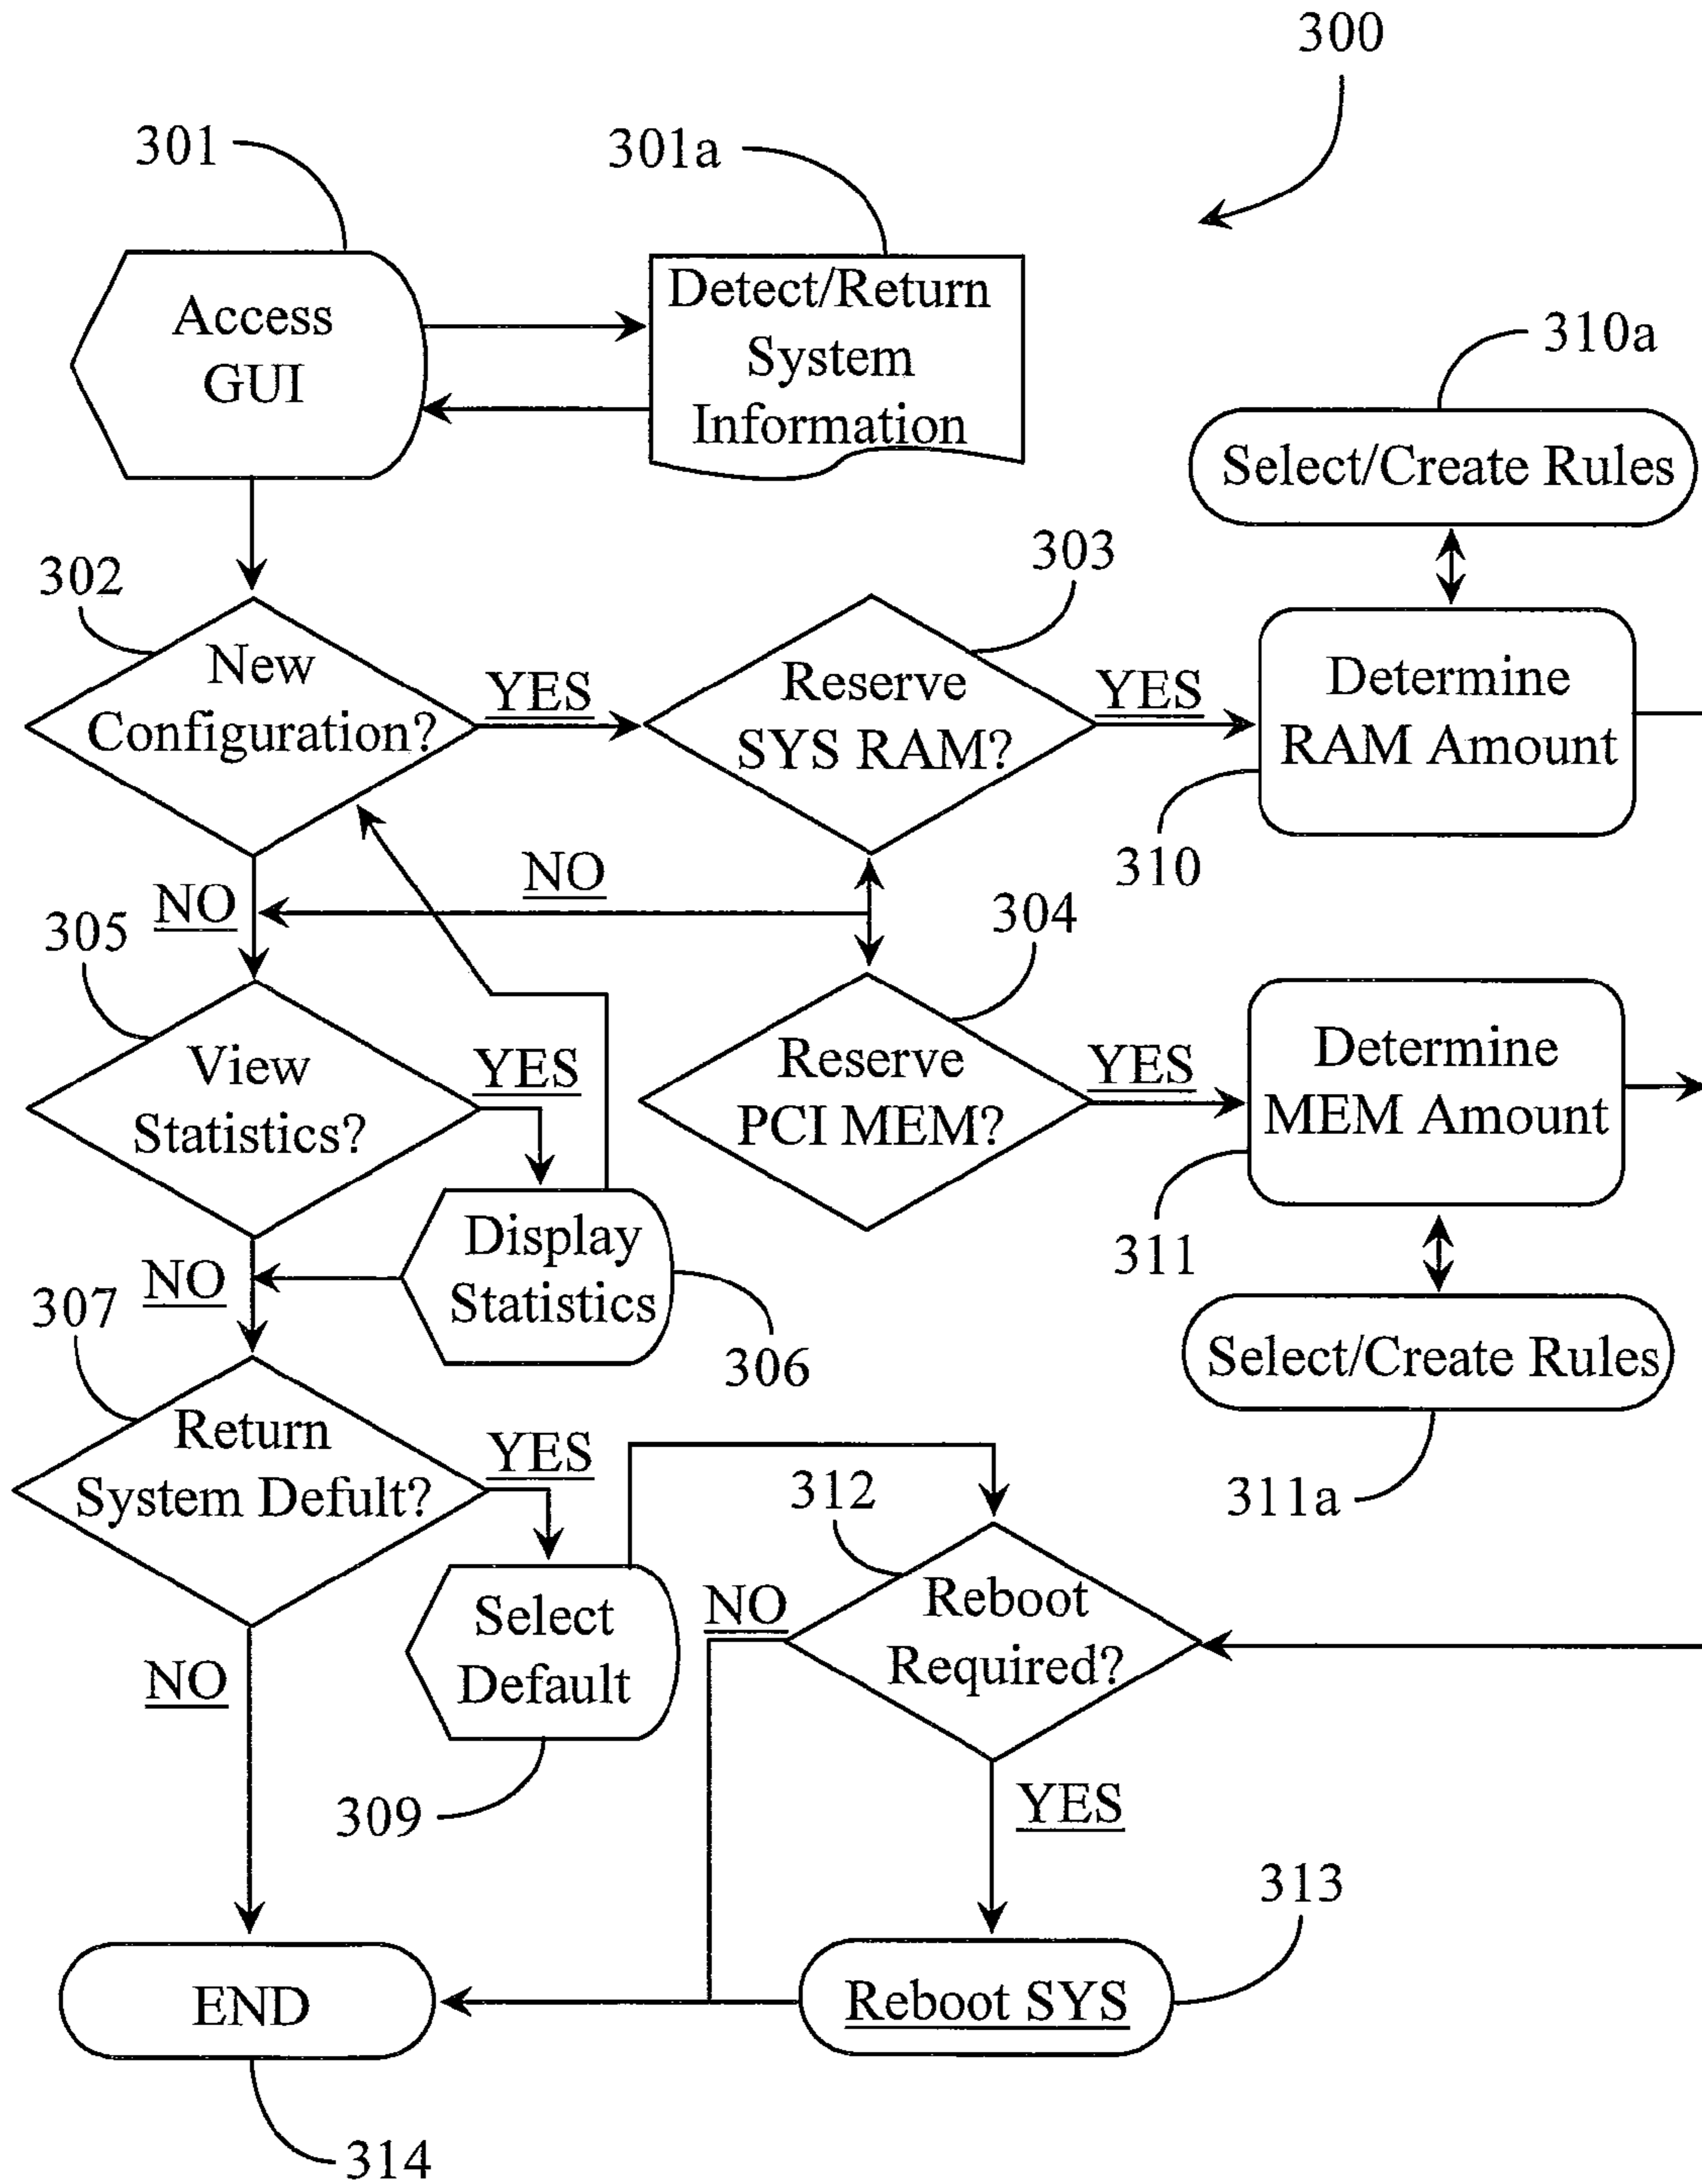 300
301
301a
Access
GUI
Detect/Return
System
Information
310a
Select/Create Rules
302
303
New
Configuration?
YES
Reserve
SYS RAM?
YES
Determine
RAM Amount
310
NO
NO
305
304
View
Statistics?
YES
Reserve
PCI MEM?
YES
Determine
MEM Amount
311
Display
Statistics
NO
307
306
Select/Create Rules
311a
Return
System Defult?
YES
312
Select
Default
NO
Reboot
Required?
NO
309
YES
313
END
Reboot SYS
314